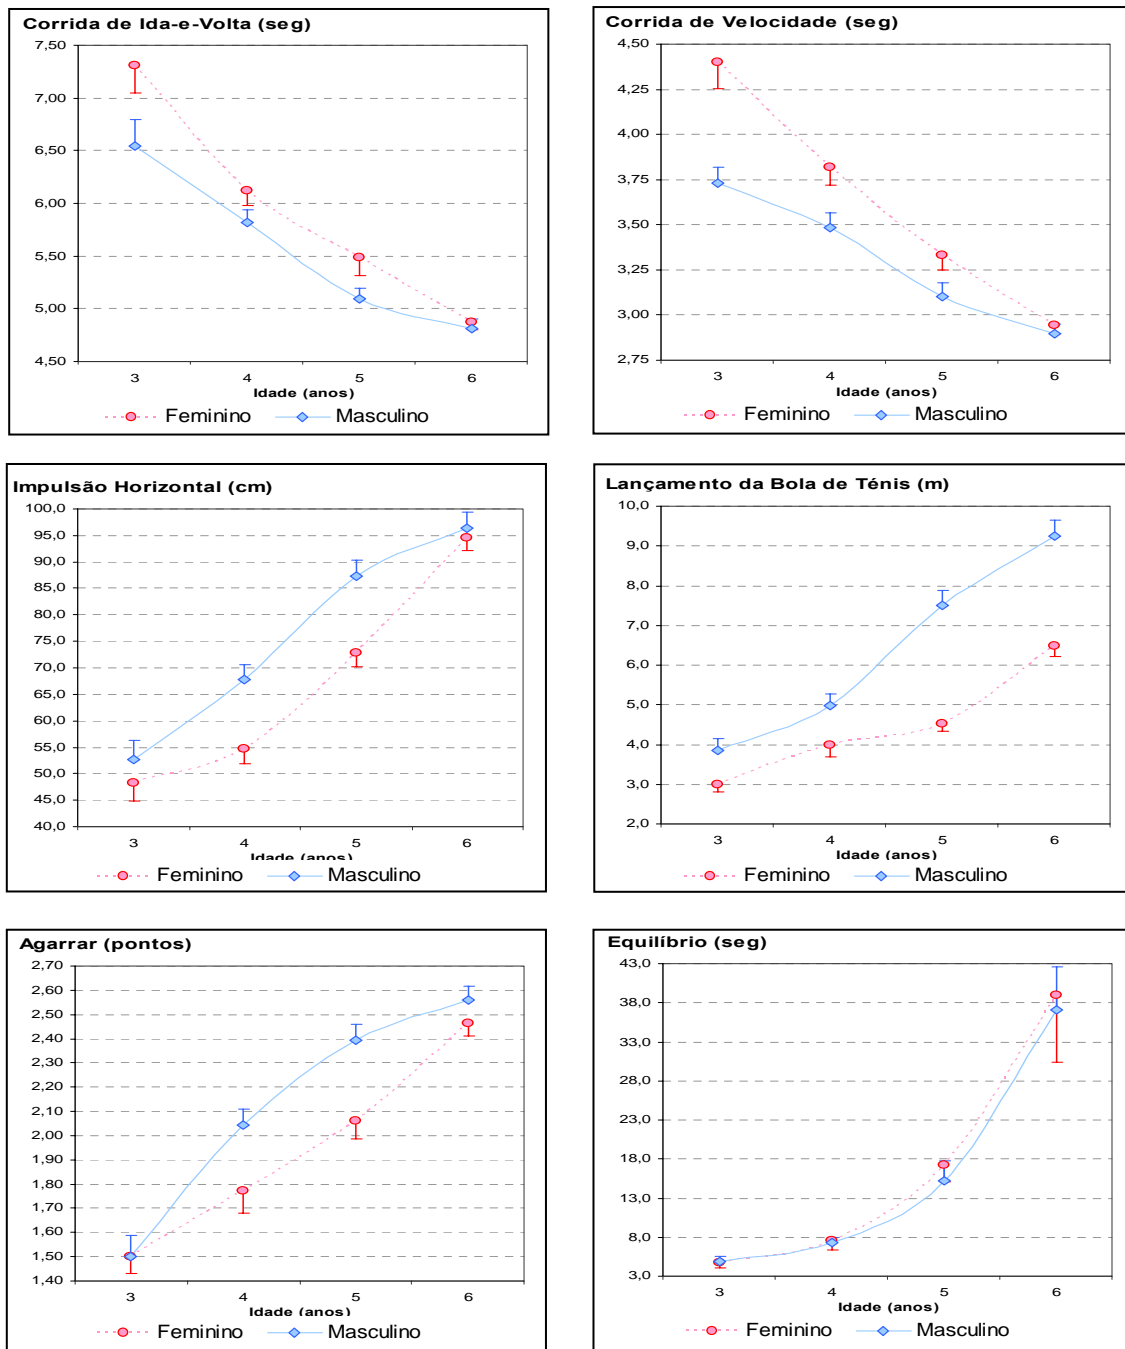 Corrida de Ida-e-Volta (seg)
7,50
7,00
6,50
6,00
5,50
5,00
4,50
3 4 5 6
Idade (anos)
Feminino Masculino
Corrida de Velocidade (seg)
4,50
4,25
4,00
3,75
3,50
3,25
3,00
2,75
3 4 5 6
Idade (anos)
Feminino Masculino
Impulsão Horizontal (cm)
100,0
95,0
90,0
85,0
80,0
75,0
70,0
65,0
60,0
55,0
50,0
45,0
40,0
3 4 5 6
Idade (anos)
Feminino Masculino
Lançamento da Bola de Ténis (m)
10,0
9,0
8,0
7,0
6,0
5,0
4,0
3,0
2,0
3 4 5 6
Idade (anos)
Feminino Masculino
Agarrar (pontos)
2,70
2,60
2,50
2,40
2,30
2,20
2,10
2,00
1,90
1,80
1,70
1,60
1,50
1,40
3 4 5 6
Idade (anos)
Feminino Masculino
Equilíbrio (seg)
43,0
38,0
33,0
28,0
23,0
18,0
13,0
8,0
3,0
3 4 5 6
Idade (anos)
Feminino Masculino